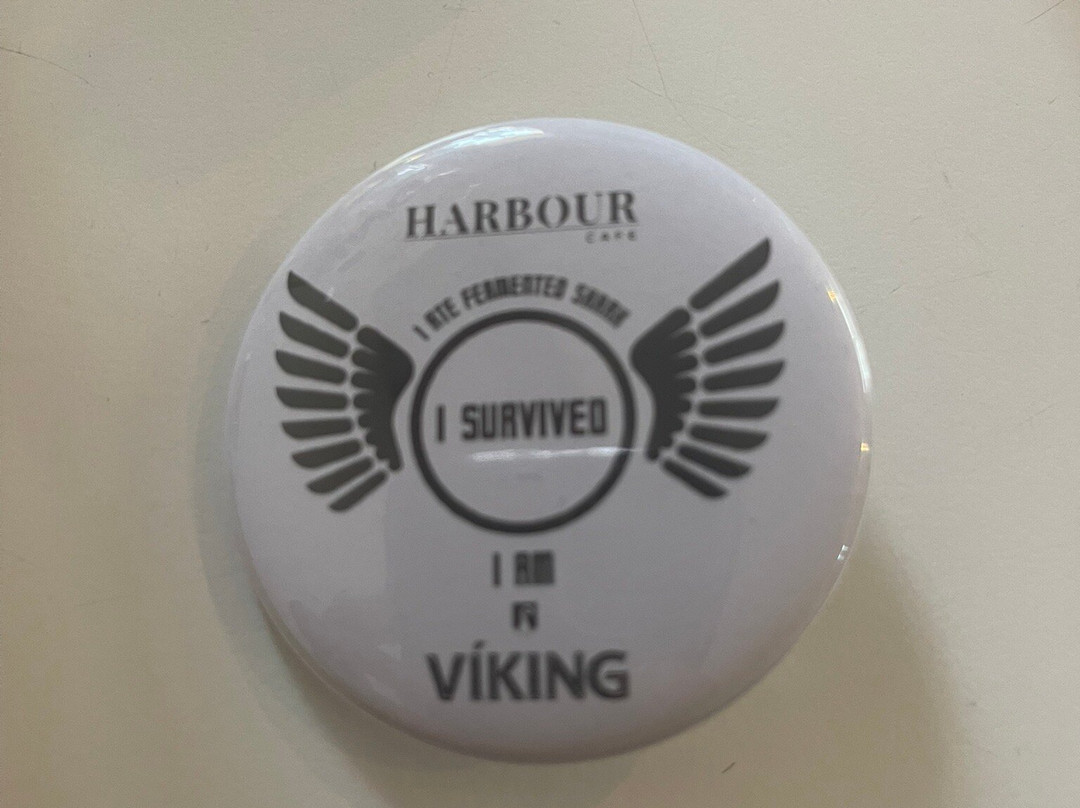 HARBOUR
CAFE
I ATE FERMENTED SHARK
I SURVIVED
I AM
A
VÍKING